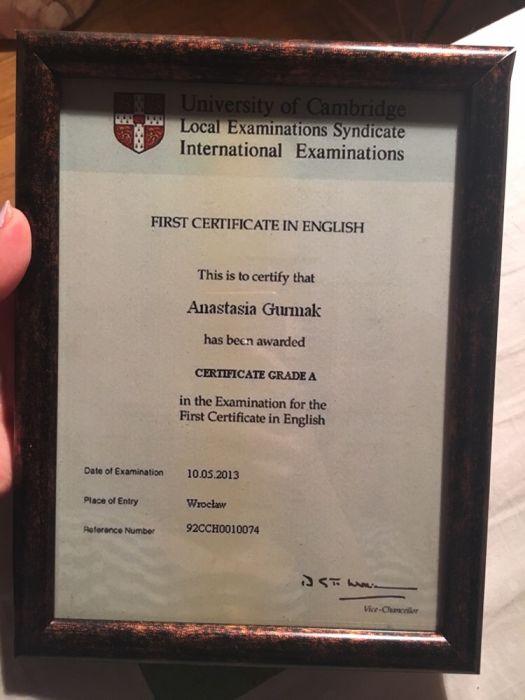 University of Cambridge
Local Examinations Syndicate
International Examinations
FIRST CERTIFICATE IN ENGLISH
This is to certify that
Anastasia Gurmak
has been awarded
CERTIFICATE GRADE A
in the Examination for the
First Certificate in English
Date of Examination 10.05.2013
Place of Entry Wrocław
Reference Number 92CCH0010074
Vice-Chancellor